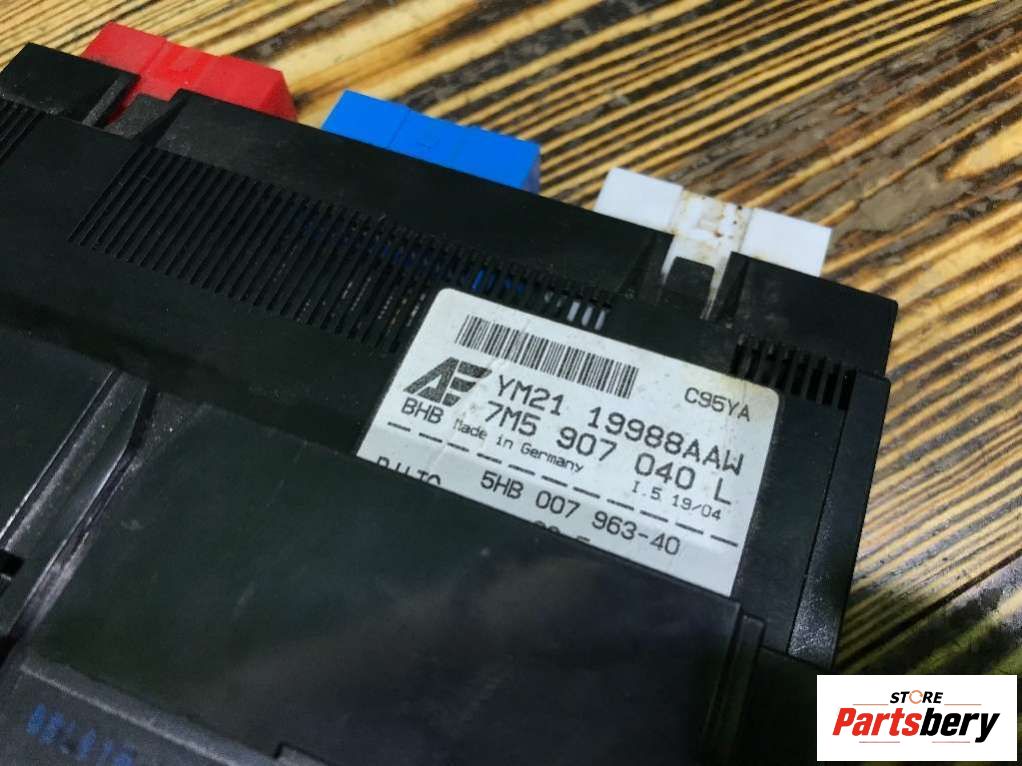 C95YA
AE YM21 19988AAW
BHB 7M5 907 040 L
Made in Germany I.5 19/04
5HB 007 963-40
STORE
Partsbery